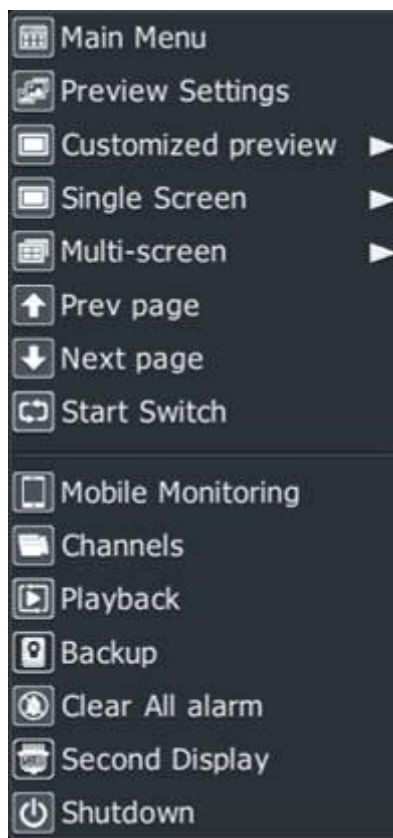 Main Menu
Preview Settings
Customized preview
Single Screen
Multi-screen
Prev page
Next page
Start Switch
Mobile Monitoring
Channels
Playback
Backup
Clear All alarm
Second Display
Shutdown